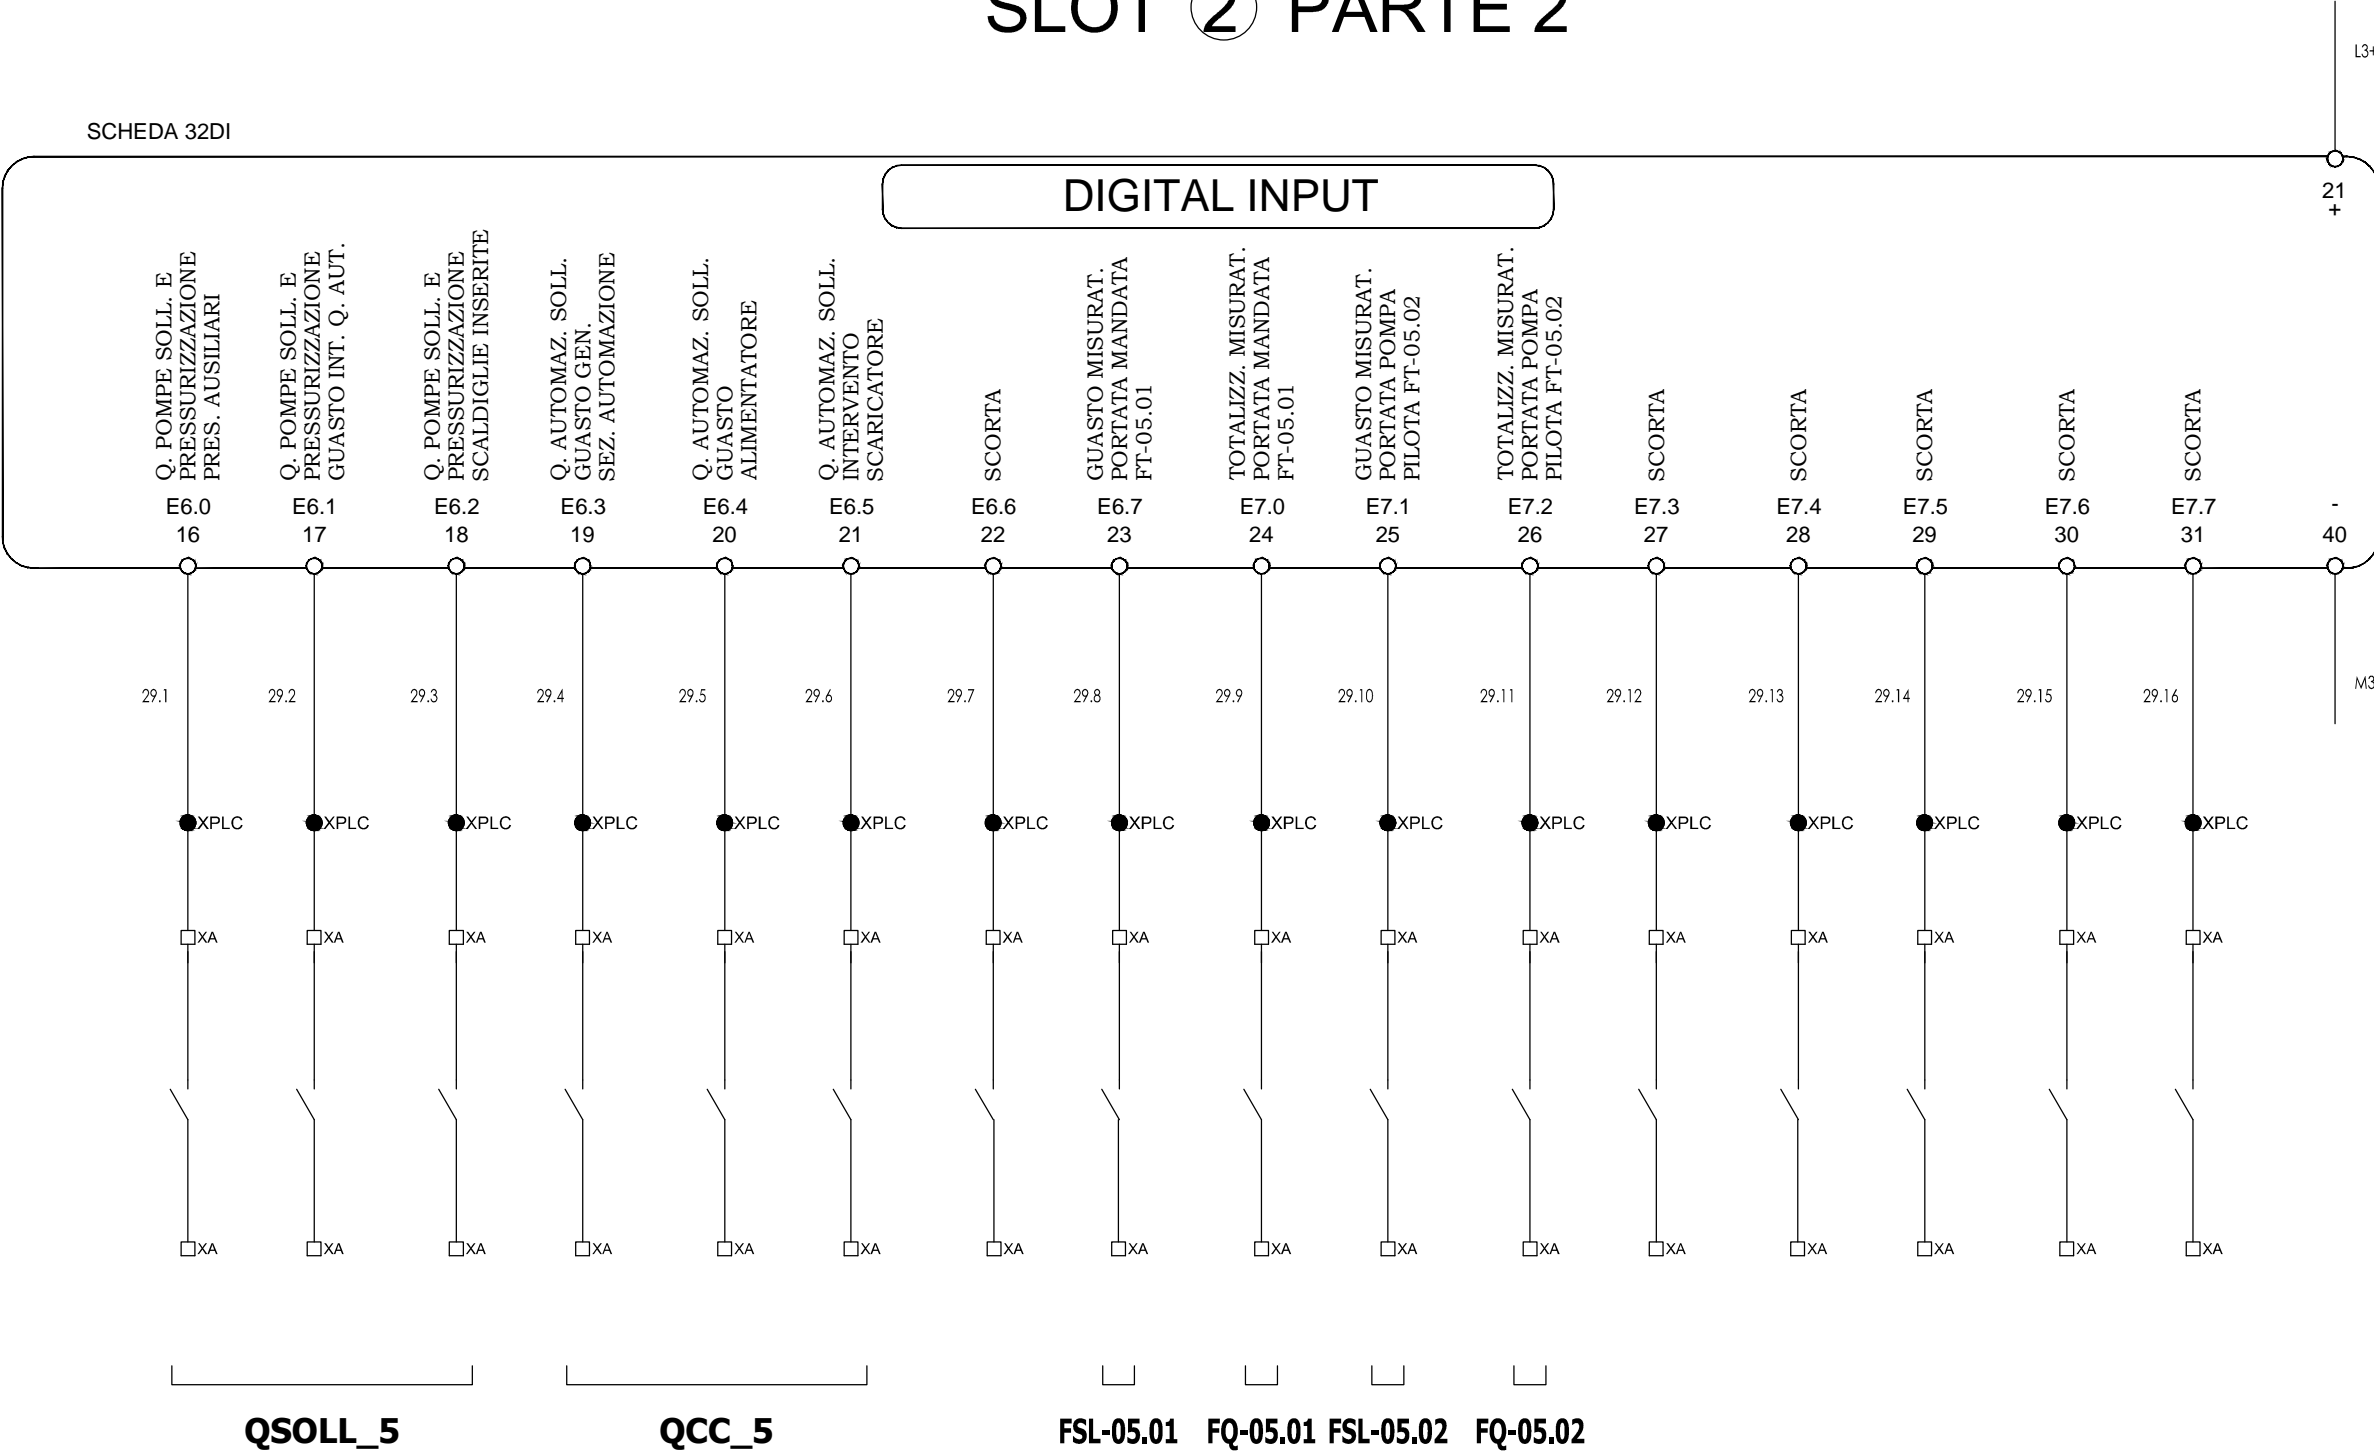 SLOT 2 PARTE 2
L3+
SCHEDA 32DI
DIGITAL INPUT
21
+
Q. POMPE SOLL. E
PRESSURIZZAZIONE
PRES. AUSILIARI
Q. POMPE SOLL. E
PRESSURIZZAZIONE
GUASTO INT. Q. AUT.
Q. POMPE SOLL. E
PRESSURIZZAZIONE
SCALDIGLIE INSERITE
Q. AUTOMAZ. SOLL.
GUASTO GEN.
SEZ. AUTOMAZIONE
Q. AUTOMAZ. SOLL.
GUASTO
ALIMENTATORE
Q. AUTOMAZ. SOLL.
INTERVENTO
SCARICATORE
SCORTA
GUASTO MISURAT.
PORTATA MANDATA
FT-05.01
TOTALIZZ. MISURAT.
PORTATA MANDATA
FT-05.01
GUASTO MISURAT.
PORTATA POMPA
PILOTA FT-05.02
TOTALIZZ. MISURAT.
PORTATA POMPA
PILOTA FT-05.02
SCORTA
SCORTA
SCORTA
SCORTA
SCORTA
E6.0 E6.1 E6.2 E6.3 E6.4 E6.5 E6.6 E6.7 E7.0 E7.1 E7.2 E7.3 E7.4 E7.5 E7.6 E7.7 -
16 17 18 19 20 21 22 23 24 25 26 27 28 29 30 31 40
29.1 29.2 29.3 29.4 29.5 29.6 29.7 29.8 29.9 29.10 29.11 29.12 29.13 29.14 29.15 29.16 M3
XPLC XPLC XPLC XPLC XPLC XPLC XPLC XPLC XPLC XPLC XPLC XPLC XPLC XPLC XPLC XPLC
XA XA XA XA XA XA XA XA XA XA XA XA XA XA XA XA
XA XA XA XA XA XA XA XA XA XA XA XA XA XA XA XA
QSOLL_5 QCC_5 FSL-05.01 FQ-05.01 FSL-05.02 FQ-05.02